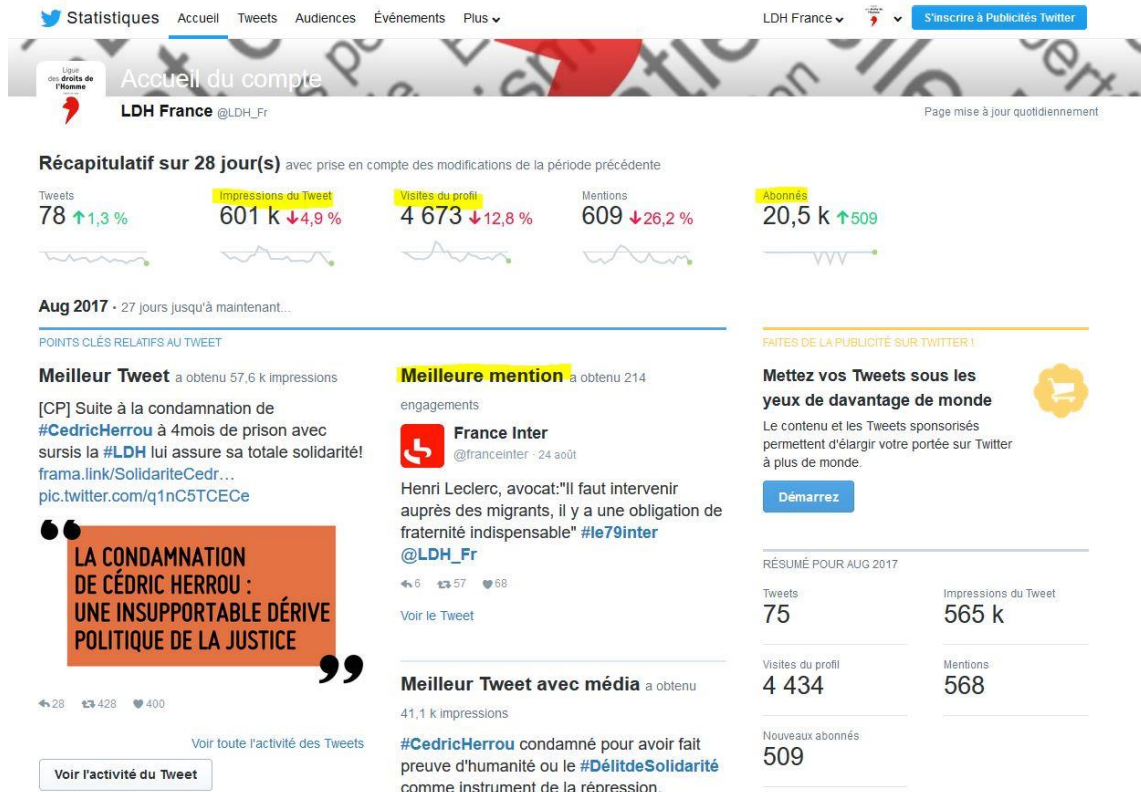 Statistiques Accueil Tweets Audiences Événements Plus
LDH France
S'inscrire à Publicités Twitter
Ligue
des droits de
l'Homme
Accueil du compte
LDH France @LDH_Fr
Page mise à jour quotidiennement
Récapitulatif sur 28 jour(s) avec prise en compte des modifications de la période précédente
Tweets
78 ↑1,3 %
Impressions du Tweet
601 k ↓4,9 %
Visites du profil
4 673 ↓12,8 %
Mentions
609 ↓26,2 %
Abonnés
20,5 k ↑509
Aug 2017 • 27 jours jusqu'à maintenant...
POINTS CLÉS RELATIFS AU TWEET
Meilleur Tweet a obtenu 57,6 k impressions
[CP] Suite à la condamnation de
#CedricHerrou à 4mois de prison avec
sursis la #LDH lui assure sa totale solidarité!
frama.link/SolidariteCedr…
pic.twitter.com/q1nC5TCECe
LA CONDAMNATION
DE CÉDRIC HERROU :
UNE INSUPPORTABLE DÉRIVE
POLITIQUE DE LA JUSTICE
28 428 400
Voir toute l'activité des Tweets
Voir l'activité du Tweet
Meilleure mention a obtenu 214
engagements
France Inter
@franceinter · 24 août
Henri Leclerc, avocat:"Il faut intervenir
auprès des migrants, il y a une obligation de
fraternité indispensable" #le79inter
@LDH_Fr
6 57 68
Voir le Tweet
Meilleur Tweet avec média a obtenu
41,1 k impressions
#CedricHerrou condamné pour avoir fait
preuve d'humanité ou le #DélitdeSolidarité
comme instrument de la répression.
FAITES DE LA PUBLICITÉ SUR TWITTER !
Mettez vos Tweets sous les
yeux de davantage de monde
Le contenu et les Tweets sponsorisés
permettent d'élargir votre portée sur Twitter
à plus de monde.
Démarrez
RÉSUMÉ POUR AUG 2017
Tweets
75
Impressions du Tweet
565 k
Visites du profil
4 434
Mentions
568
Nouveaux abonnés
509